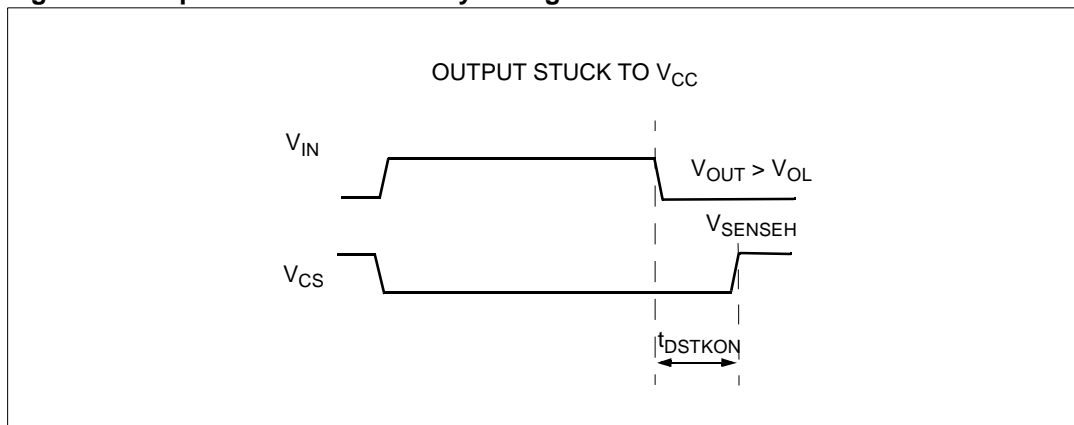 OUTPUT STUCK TO VCC
VIN
VOUT > VOL
VSENSEH
VCS
tDSTKON